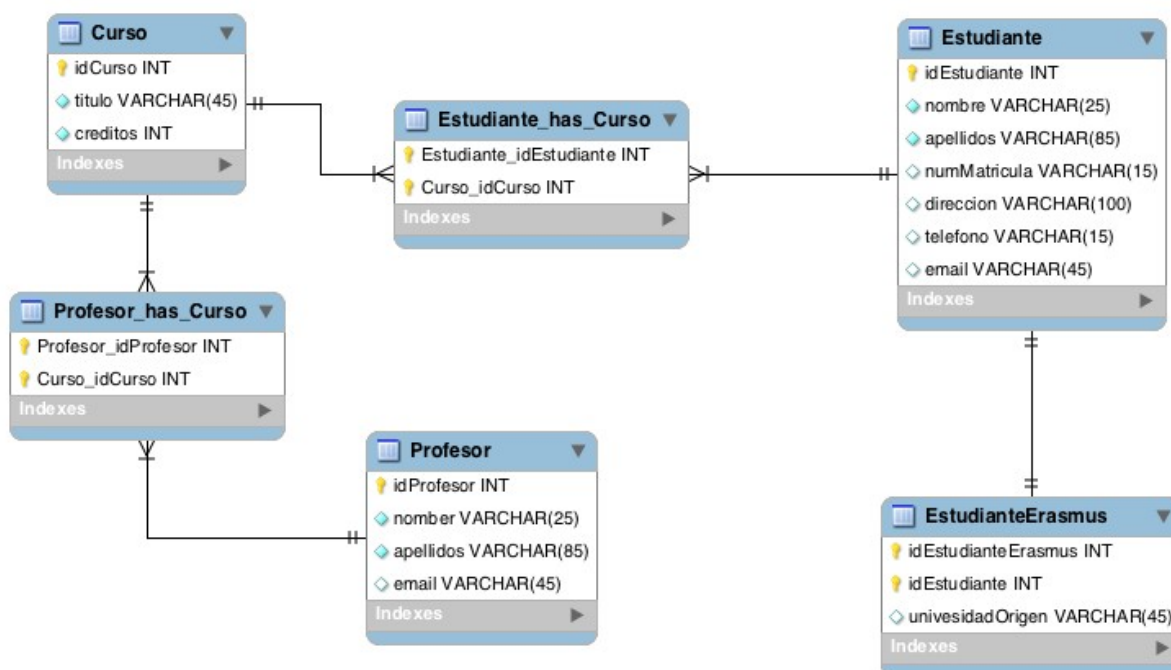 Curso
idCurso INT
titulo VARCHAR(45)
creditos INT
Indexes
Estudiante_has_Curso
Estudiante_idEstudiante INT
Curso_idCurso INT
Indexes
Estudiante
idEstudiante INT
nombre VARCHAR(25)
apellidos VARCHAR(85)
numMatricula VARCHAR(15)
direccion VARCHAR(100)
telefono VARCHAR(15)
email VARCHAR(45)
Indexes
Profesor_has_Curso
Profesor_idProfesor INT
Curso_idCurso INT
Indexes
Profesor
idProfesor INT
nomber VARCHAR(25)
apellidos VARCHAR(85)
email VARCHAR(45)
Indexes
EstudianteErasmus
idEstudianteErasmus INT
idEstudiante INT
univesidadOrigen VARCHAR(45)
Indexes